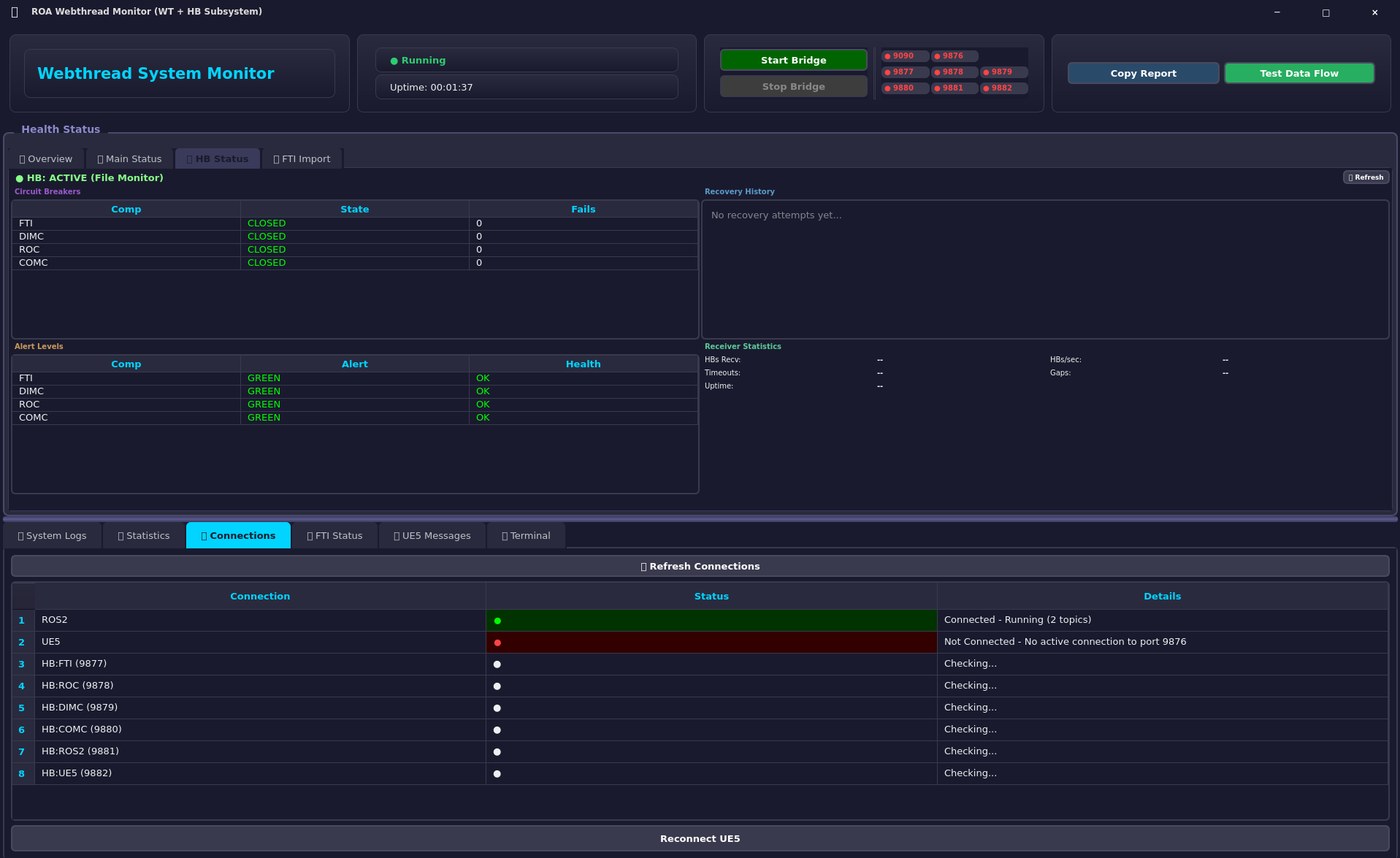 ROA Webthread Monitor (WT + HB Subsystem)
Webthread System Monitor
● Running
Uptime: 00:01:37
Start Bridge
Stop Bridge
● 9090 ● 9876
● 9877 ● 9878 ● 9879
● 9880 ● 9881 ● 9882
Copy Report
Test Data Flow
Health Status
Overview
Main Status
HB Status
FTI Import
● HB: ACTIVE (File Monitor)
Refresh
Circuit Breakers
Comp State Fails
FTI CLOSED 0
DIMC CLOSED 0
ROC CLOSED 0
COMC CLOSED 0
Recovery History
No recovery attempts yet...
Alert Levels
Comp Alert Health
FTI GREEN OK
DIMC GREEN OK
ROC GREEN OK
COMC GREEN OK
Receiver Statistics
HBs Recv: -- HBs/sec: --
Timeouts: -- Gaps: --
Uptime: --
System Logs
Statistics
Connections
FTI Status
UE5 Messages
Terminal
Refresh Connections
Connection Status Details
1 ROS2 ● Connected - Running (2 topics)
2 UE5 ● Not Connected - No active connection to port 9876
3 HB:FTI (9877) ● Checking...
4 HB:ROC (9878) ● Checking...
5 HB:DIMC (9879) ● Checking...
6 HB:COMC (9880) ● Checking...
7 HB:ROS2 (9881) ● Checking...
8 HB:UE5 (9882) ● Checking...
Reconnect UE5